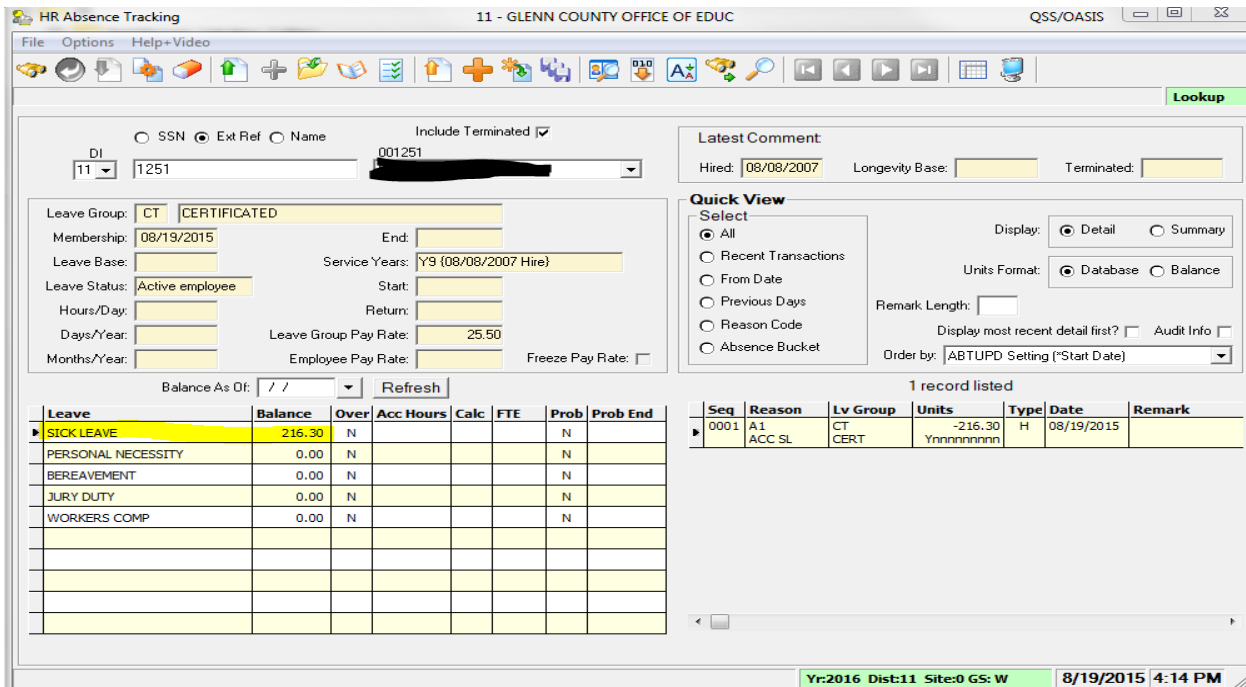 HR Absence Tracking 11 - GLENN COUNTY OFFICE OF EDUC QSS/OASIS
File Options Help+Video
Lookup
SSN Ext Ref Name Include Terminated
DI 001251
11 1251
Latest Comment:
Hired: 08/08/2007 Longevity Base: Terminated:
Leave Group: CT CERTIFICATED
Membership: 08/19/2015 End:
Leave Base: Service Years: Y9 {08/08/2007 Hire}
Leave Status: Active employee Start:
Hours/Day: Return:
Days/Year: Leave Group Pay Rate: 25.50
Months/Year: Employee Pay Rate: Freeze Pay Rate:
Quick View
Select
All
Recent Transactions
From Date
Previous Days
Reason Code
Absence Bucket
Display: Detail Summary
Units Format: Database Balance
Remark Length:
Display most recent detail first? Audit Info
Order by: ABTUPD Setting (*Start Date)
Balance As Of: / / Refresh
Leave Balance Over Acc Hours Calc FTE Prob Prob End
SICK LEAVE 216.30 N N
PERSONAL NECESSITY 0.00 N N
BEREAVEMENT 0.00 N N
JURY DUTY 0.00 N N
WORKERS COMP 0.00 N N
1 record listed
Seq Reason Lv Group Units Type Date Remark
0001 A1 CT -216.30 H 08/19/2015
ACC SL CERT Ynnnnnnnnn
Yr:2016 Dist:11 Site:0 GS: W 8/19/2015 4:14 PM